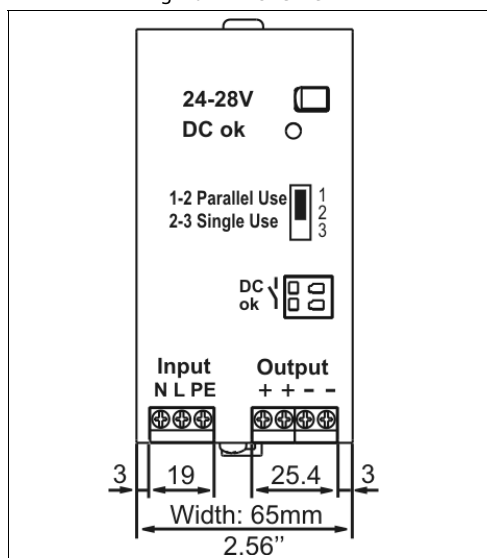 24-28V
DC ok
1-2 Parallel Use
2-3 Single Use
1
2
3
DC
ok
Input
Output
N L PE
+ + – –
3
19
25.4
3
Width: 65mm
2.56’’